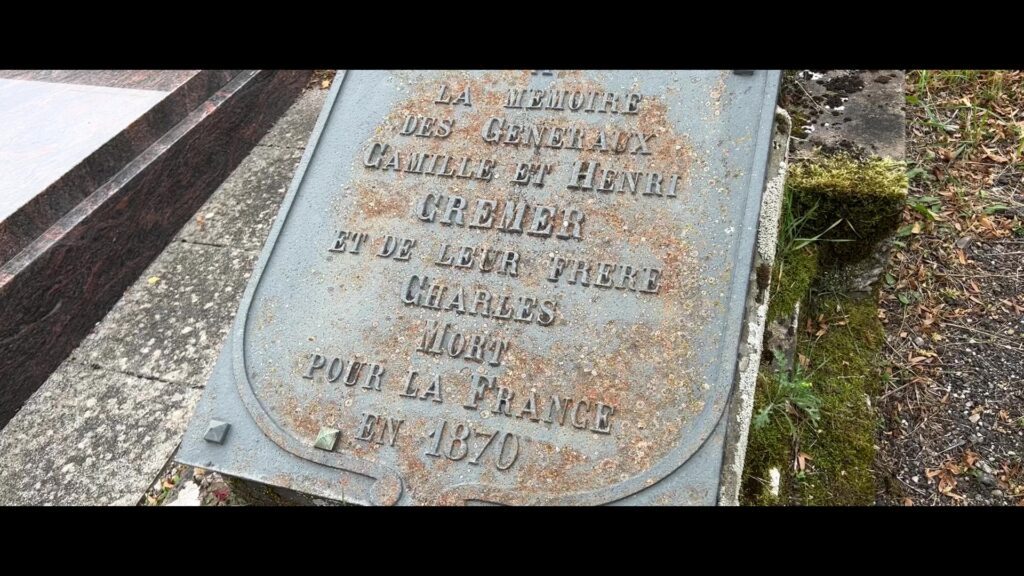 A
LA MEMOIRE
DES GENERAUX
CAMILLE ET HENRI
CREMER
ET DE LEUR FRERE
CHARLES
MORT
POUR LA FRANCE
EN 1870